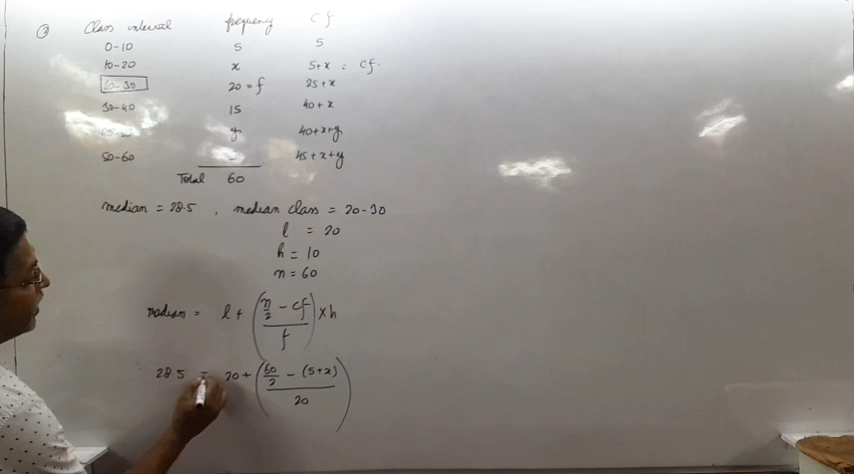 ③ Class interval frequency c.f
0-10 5 5
10-20 x 5+x = cf.
20-30 20 = f 25+x
30-40 15 40+x
y 40+x+y
50-60 45+x+y
Total 60
median = 28.5 , median class = 20-30
l = 20
h = 10
n = 60
median = l + (n/2 - cf / f) × h
28.5 = 20 + (60/2 - (5+x) / 20)